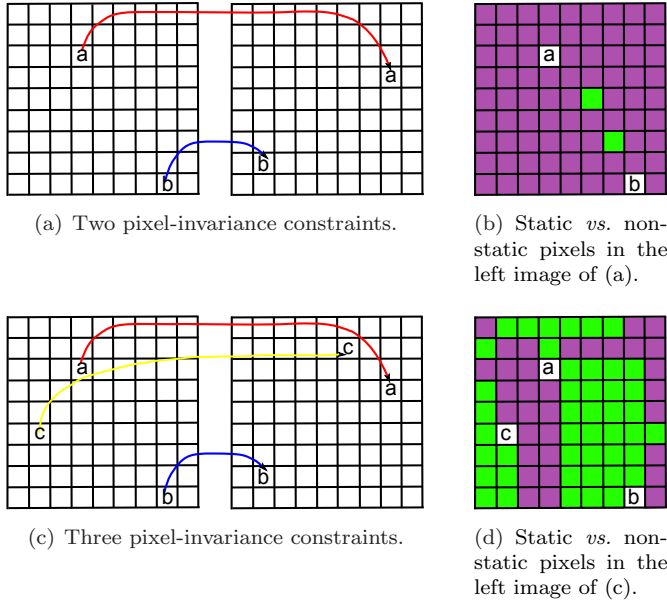 a
a
b
b
a
b
(a) Two pixel-invariance constraints.
(b) Static vs. non-
static pixels in the
left image of (a).
c
a
a
c
b
b
a
c
b
(c) Three pixel-invariance constraints.
(d) Static vs. non-
static pixels in the
left image of (c).